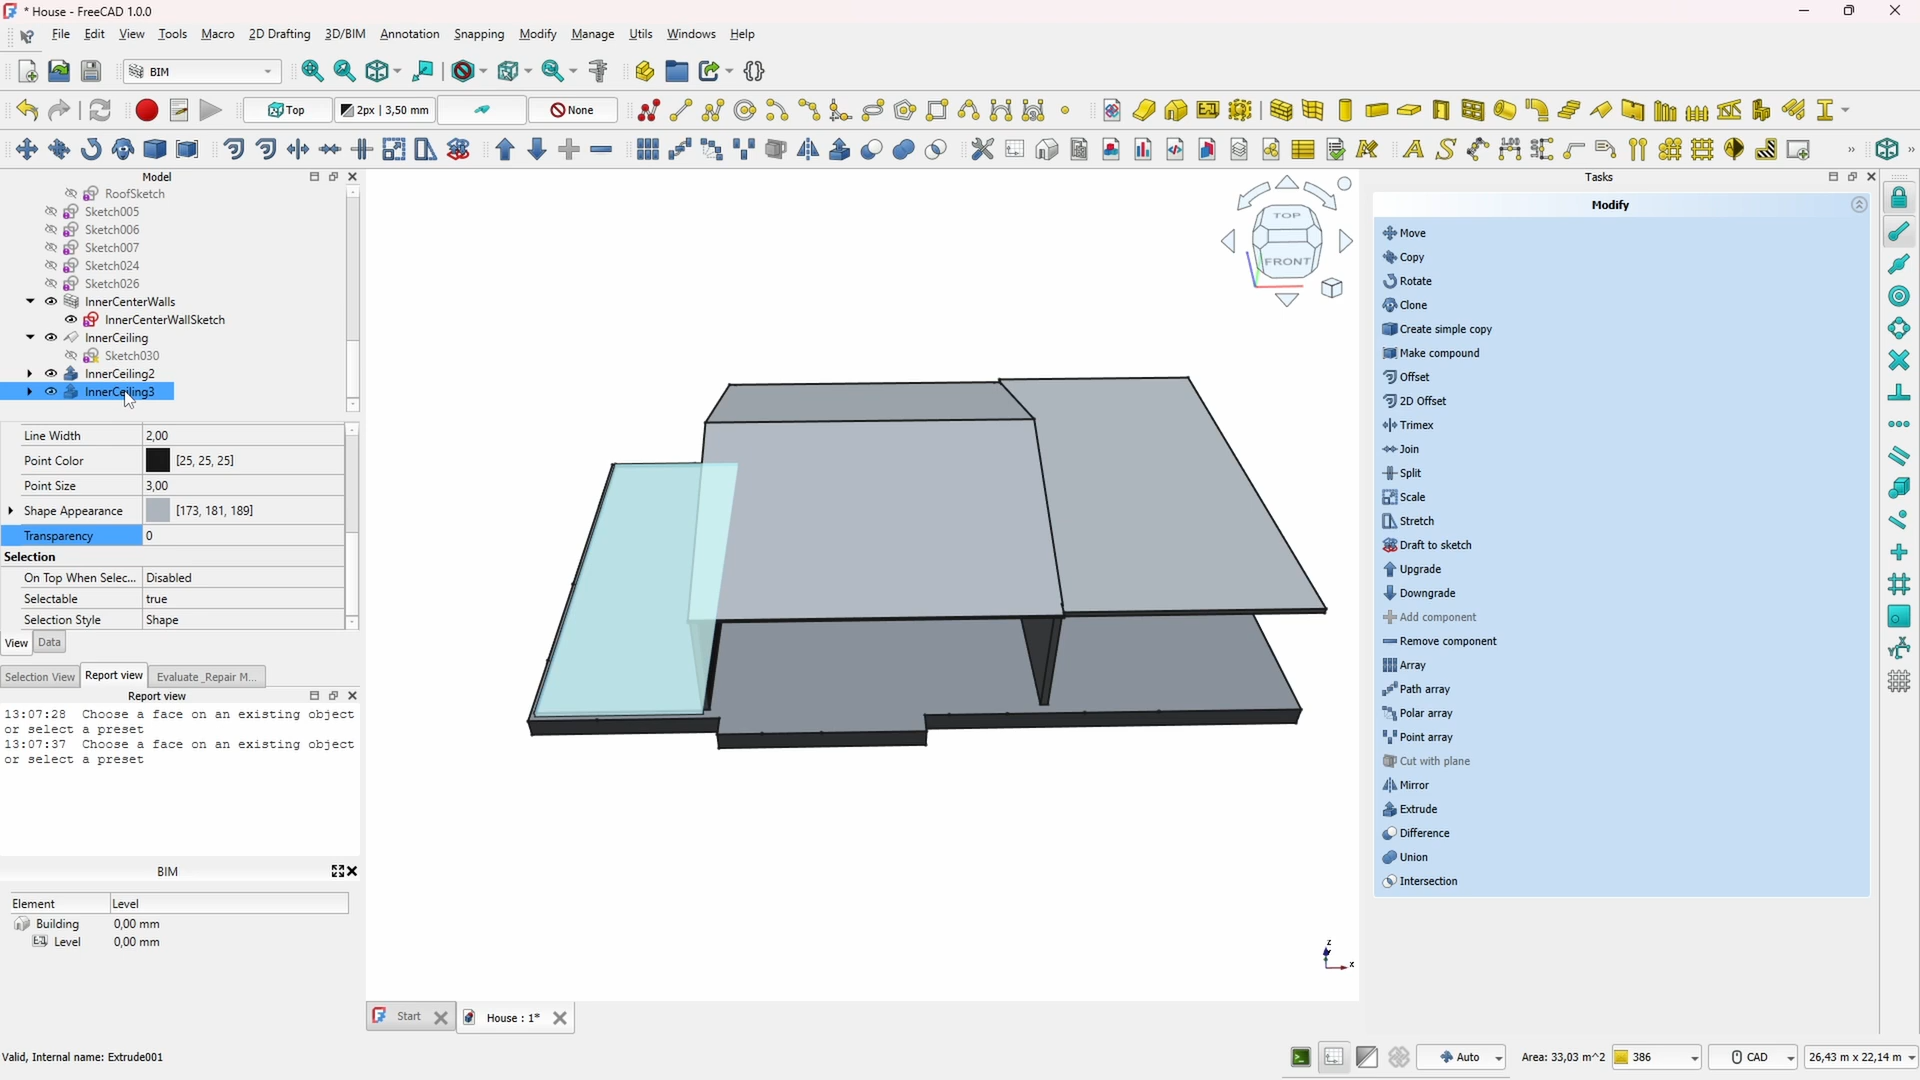 * House - FreeCAD 1.0.0
File Edit View Tools Macro 2D Drafting 3D/BIM Annotation Snapping Modify Manage Utils Windows Help
BIM
Top 2px | 3,50 mm None
Model
RoofSketch
Sketch005
Sketch006
Sketch007
Sketch024
Sketch026
InnerCenterWalls
InnerCenterWallSketch
InnerCeiling
Sketch030
InnerCeiling2
InnerCeiling3
Line Width 2,00
Point Color [25, 25, 25]
Point Size 3,00
Shape Appearance [173, 181, 189]
Transparency 0
Selection
On Top When Selec... Disabled
Selectable true
Selection Style Shape
View Data
Selection View Report view Evaluate _Repair M...
Report view
13:07:28 Choose a face on an existing object
or select a preset
13:07:37 Choose a face on an existing object
or select a preset
BIM
Element Level
Building 0,00 mm
Level 0,00 mm
TOP
FRONT
z
x
Start House : 1*
Tasks
Modify
Move
Copy
Rotate
Clone
Create simple copy
Make compound
Offset
2D Offset
Trimex
Join
Split
Scale
Stretch
Draft to sketch
Upgrade
Downgrade
Add component
Remove component
Array
Path array
Polar array
Point array
Cut with plane
Mirror
Extrude
Difference
Union
Intersection
Valid, Internal name: Extrude001
Auto Area: 33,03 m^2 386 CAD 26,43 m x 22,14 m